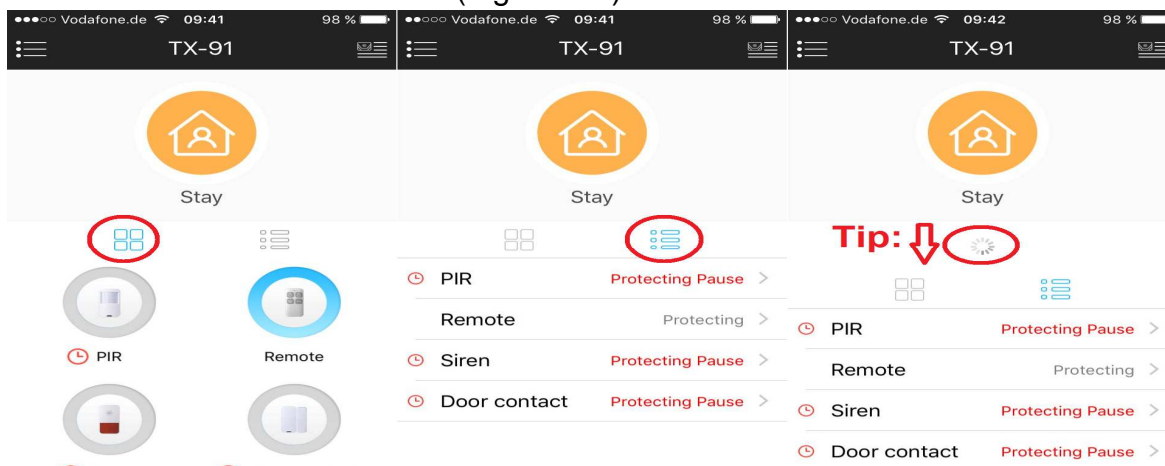 Vodafone.de 09:41 98 %
TX-91
Stay
PIR
Remote
Vodafone.de 09:41 98 %
TX-91
Stay
PIR Protecting Pause
Remote Protecting
Siren Protecting Pause
Door contact Protecting Pause
Vodafone.de 09:42 98 %
TX-91
Stay
Tip:
PIR Protecting Pause
Remote Protecting
Siren Protecting Pause
Door contact Protecting Pause